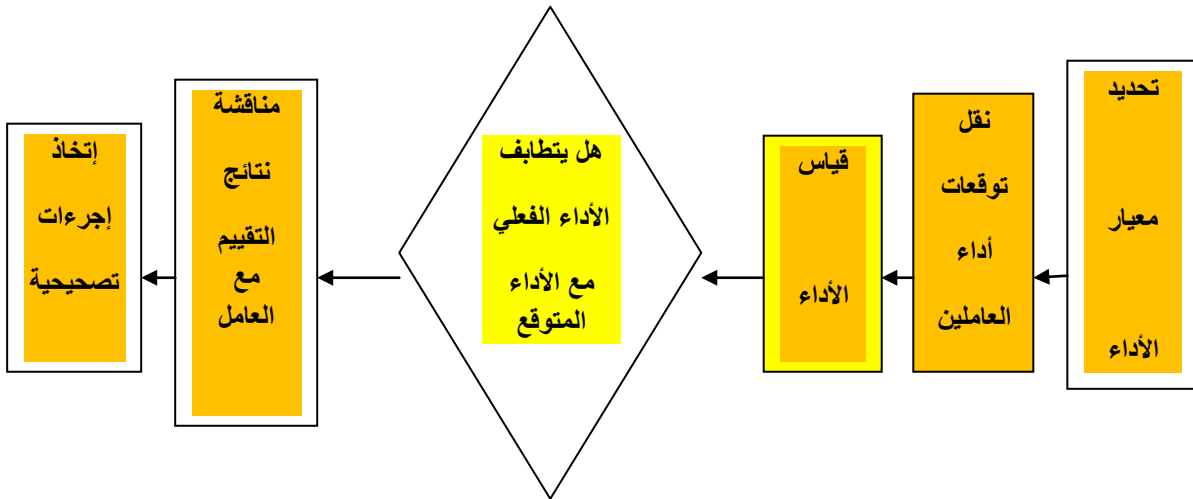 تحديد
معيار
الأداء
نقل
توقعات
أداء
العاملين
قياس
الأداء
هل يتطابف
الأداء الفعلي
مع الأداء
المتوقع
مناقشة
نتائج
التقييم
مع
العامل
إتخاذ
إجرءات
تصحيحية